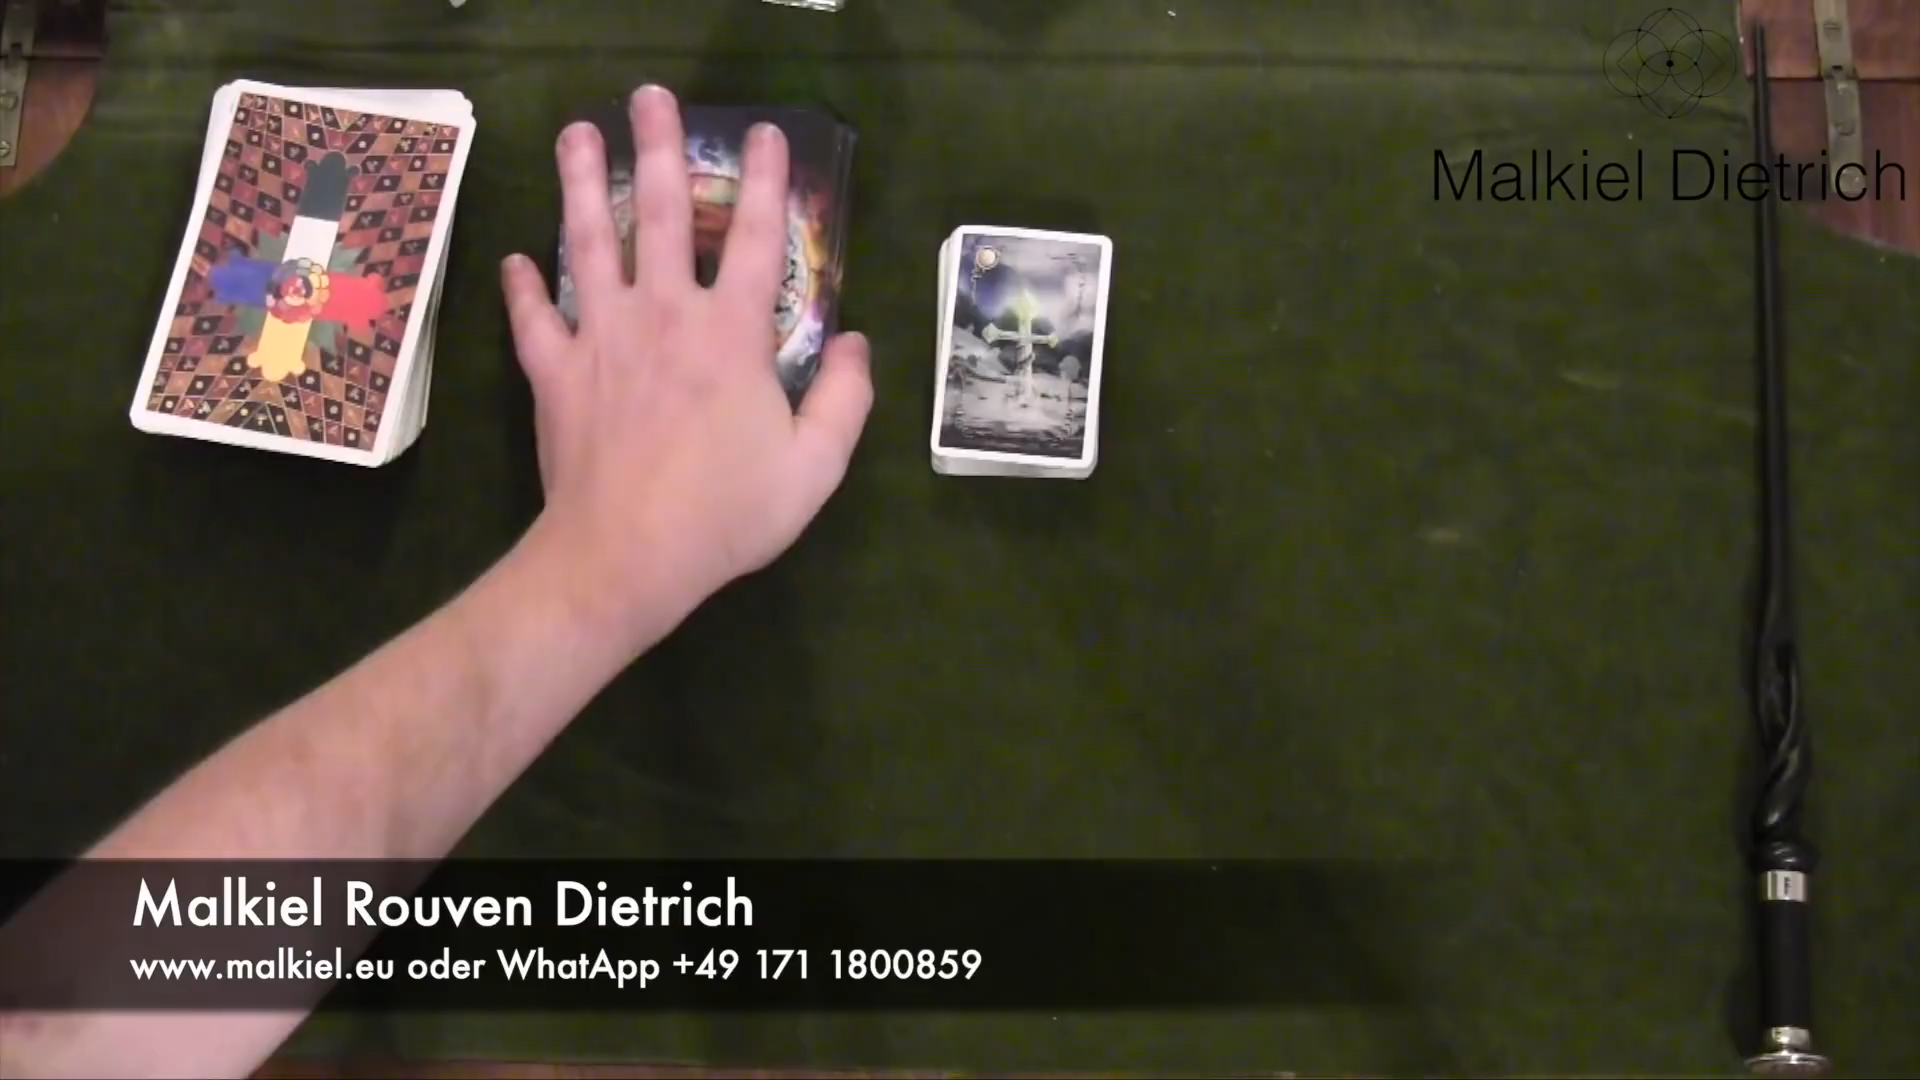 Malkiel Dietrich
Malkiel Rouven Dietrich
www.malkiel.eu oder WhatApp +49 171 1800859